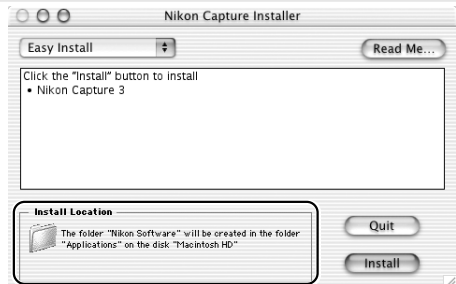 Nikon Capture Installer
Easy Install
Read Me...
Click the "Install" button to install
• Nikon Capture 3
Install Location
The folder "Nikon Software" will be created in the folder
"Applications" on the disk "Macintosh HD"
Quit
Install